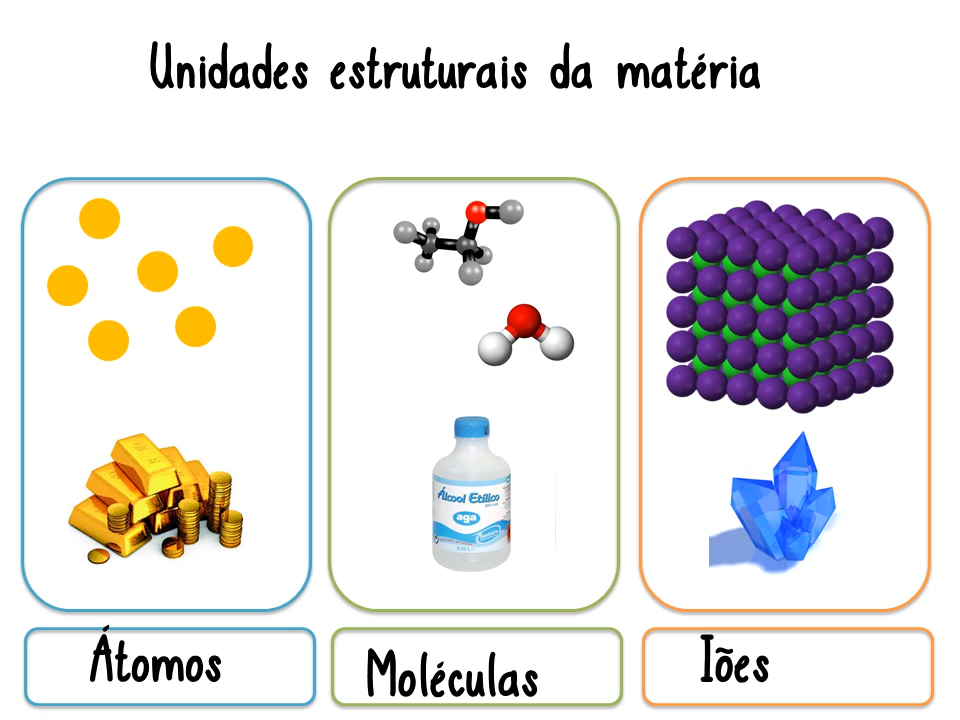 Unidades estruturais da matéria
Álcool Etílico
aga
Átomos
Moléculas
Iões